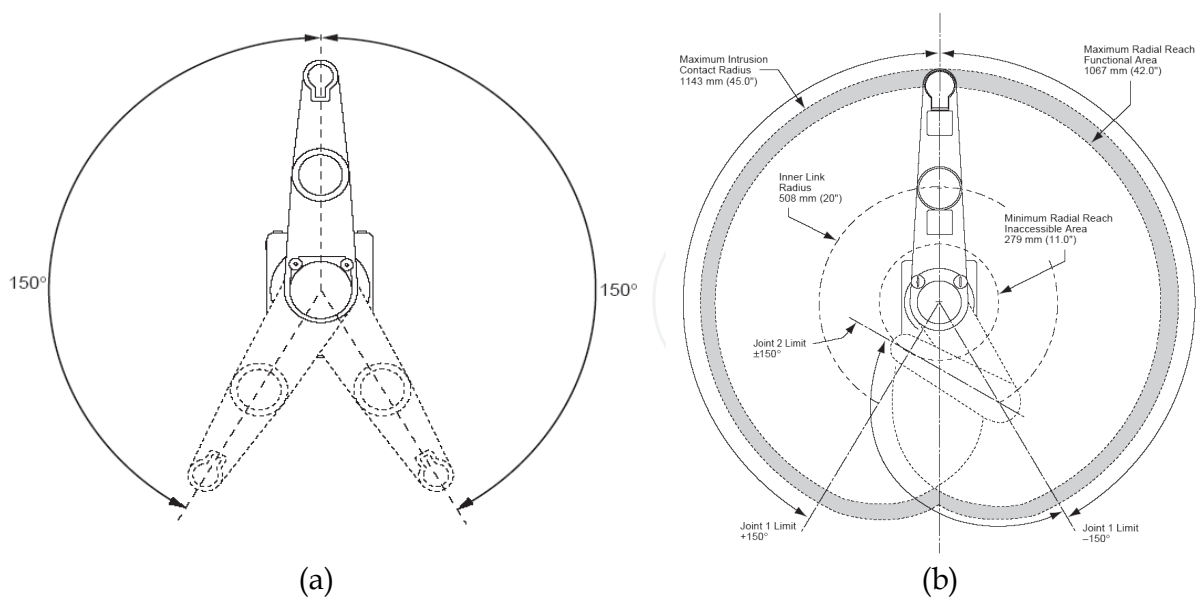 150°
150°
(a)
Maximum Intrusion
Contact Radius
1143 mm (45.0")
Maximum Radial Reach
Functional Area
1067 mm (42.0")
Inner Link
Radius
508 mm (20")
Minimum Radial Reach
Inaccessible Area
279 mm (11.0")
Joint 2 Limit
±150°
Joint 1 Limit
+150°
Joint 1 Limit
–150°
(b)